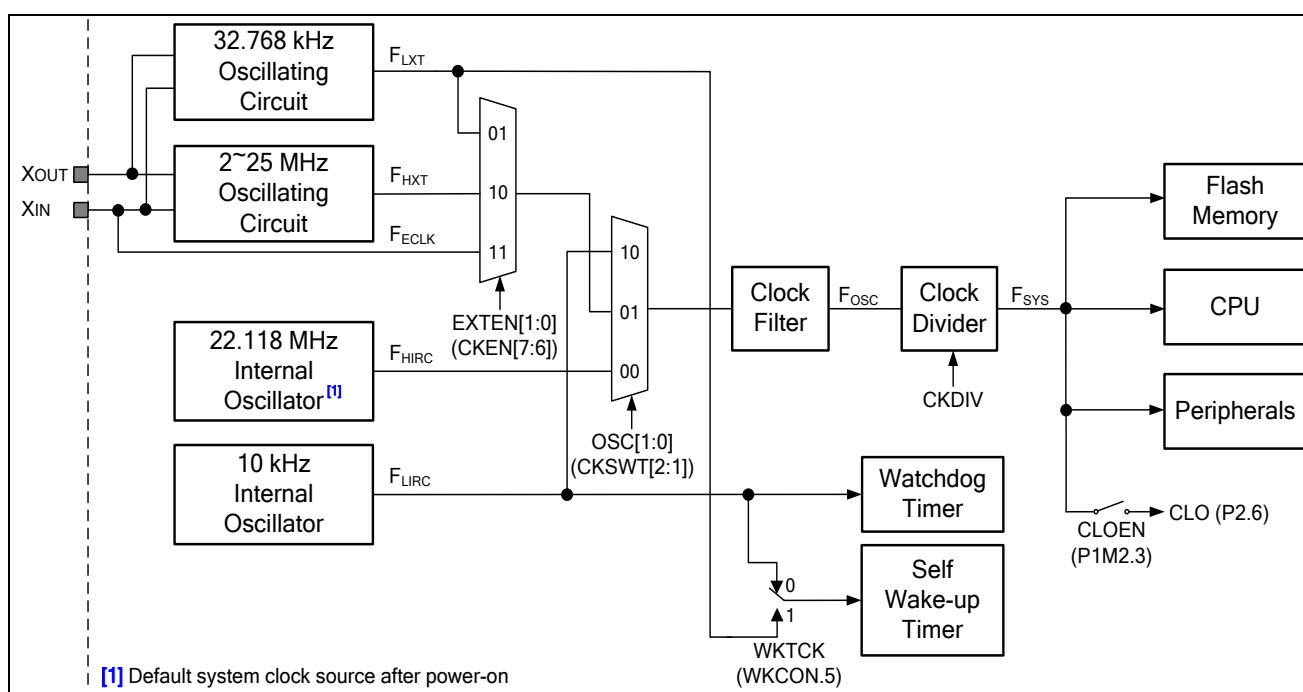 32.768 kHz
Oscillating
Circuit
FLXT
01
XOUT
XIN
2~25 MHz
Oscillating
Circuit
FHXT
10
FECLK
11
EXTEN[1:0]
(CKEN[7:6])
22.118 MHz
Internal
Oscillator[1]
FHIRC
10
01
00
OSC[1:0]
(CKSWT[2:1])
10 kHz
Internal
Oscillator
FLIRC
Clock
Filter
FOSC
Clock
Divider
CKDIV
FSYS
Flash
Memory
CPU
Peripherals
CLOEN
(P1M2.3)
CLO (P2.6)
Watchdog
Timer
0
1
WKTCK
(WKCON.5)
Self
Wake-up
Timer
[1] Default system clock source after power-on